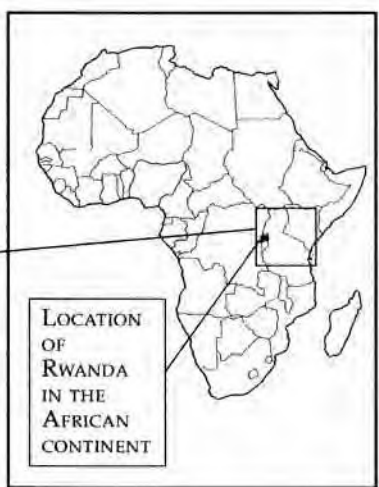 LOCATION
OF
RWANDA
IN THE
AFRICAN
CONTINENT